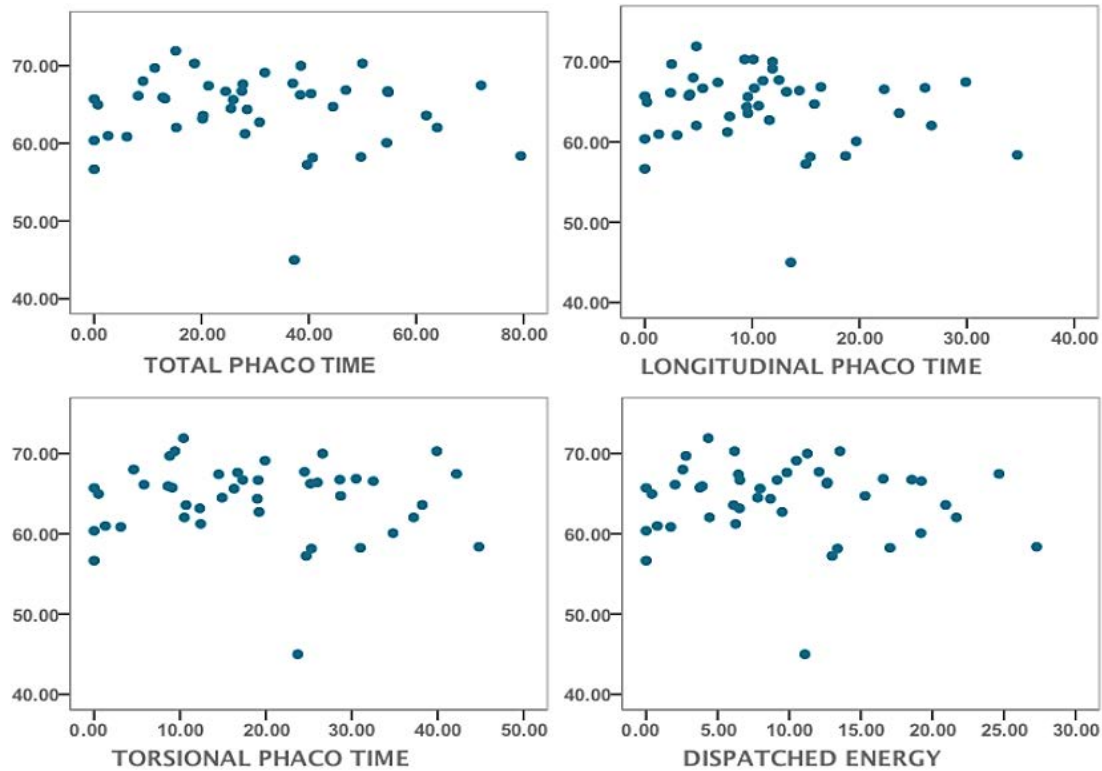 70.00
60.00
50.00
40.00
0.00 20.00 40.00 60.00 80.00
TOTAL PHACO TIME
70.00
60.00
50.00
40.00
0.00 10.00 20.00 30.00 40.00
LONGITUDINAL PHACO TIME
70.00
60.00
50.00
40.00
0.00 10.00 20.00 30.00 40.00 50.00
TORSIONAL PHACO TIME
70.00
60.00
50.00
40.00
0.00 5.00 10.00 15.00 20.00 25.00 30.00
DISPATCHED ENERGY